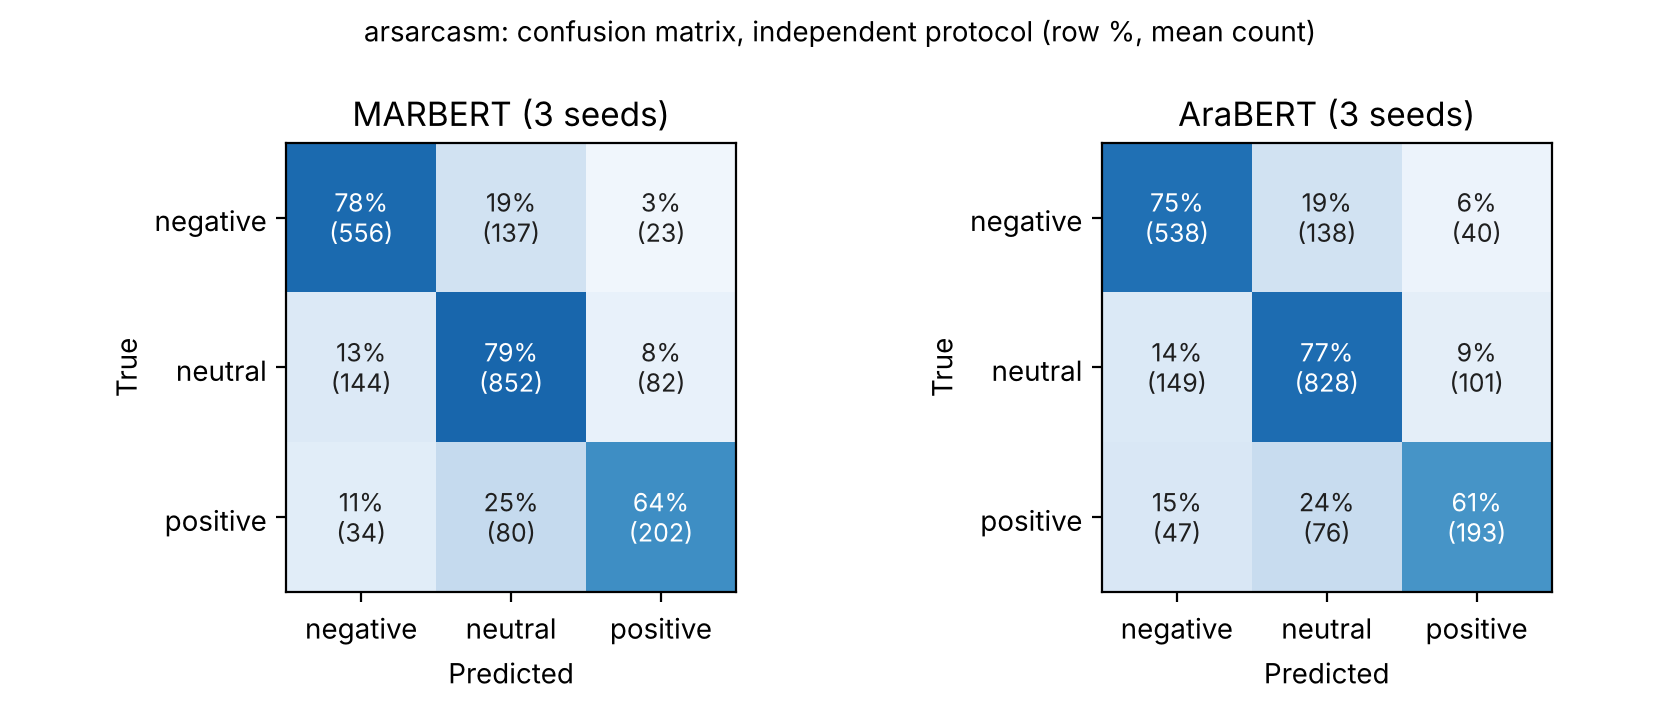 arsarcasm: confusion matrix, independent protocol (row %, mean count)
MARBERT (3 seeds)
True
negative
78%
(556)
19%
(137)
3%
(23)
neutral
13%
(144)
79%
(852)
8%
(82)
positive
11%
(34)
25%
(80)
64%
(202)
negative neutral positive
Predicted
AraBERT (3 seeds)
True
negative
75%
(538)
19%
(138)
6%
(40)
neutral
14%
(149)
77%
(828)
9%
(101)
positive
15%
(47)
24%
(76)
61%
(193)
negative neutral positive
Predicted